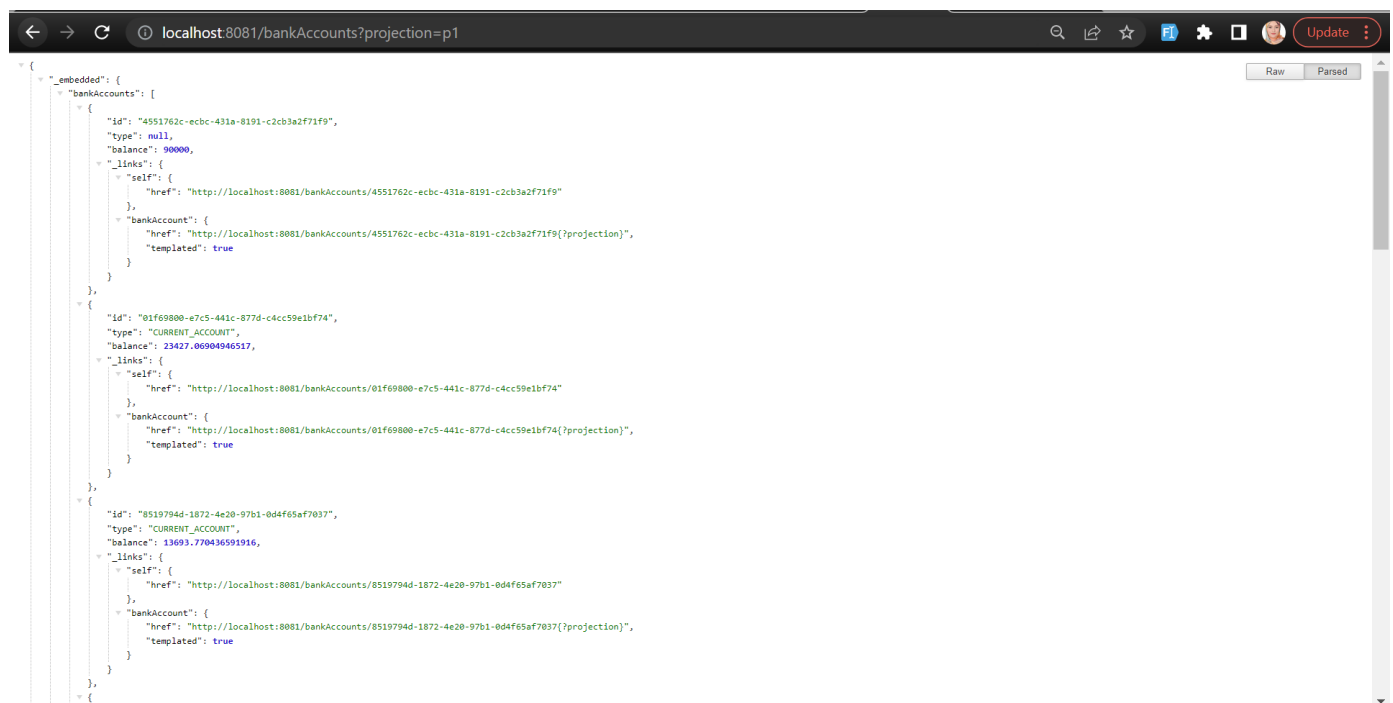 localhost:8081/bankAccounts?projection=p1
Update
Raw Parsed
{
"_embedded": {
"bankAccounts": [
{
"id": "4551762c-ecbc-431a-8191-c2cb3a2f71f9",
"type": null,
"balance": 90000,
"_links": {
"self": {
"href": "http://localhost:8081/bankAccounts/4551762c-ecbc-431a-8191-c2cb3a2f71f9"
},
"bankAccount": {
"href": "http://localhost:8081/bankAccounts/4551762c-ecbc-431a-8191-c2cb3a2f71f9{?projection}",
"templated": true
}
}
},
{
"id": "01f69800-e7c5-441c-877d-c4cc59e1bf74",
"type": "CURRENT_ACCOUNT",
"balance": 23427.06904946517,
"_links": {
"self": {
"href": "http://localhost:8081/bankAccounts/01f69800-e7c5-441c-877d-c4cc59e1bf74"
},
"bankAccount": {
"href": "http://localhost:8081/bankAccounts/01f69800-e7c5-441c-877d-c4cc59e1bf74{?projection}",
"templated": true
}
}
},
{
"id": "8519794d-1872-4e20-97b1-0d4f65af7037",
"type": "CURRENT_ACCOUNT",
"balance": 13693.770436591916,
"_links": {
"self": {
"href": "http://localhost:8081/bankAccounts/8519794d-1872-4e20-97b1-0d4f65af7037"
},
"bankAccount": {
"href": "http://localhost:8081/bankAccounts/8519794d-1872-4e20-97b1-0d4f65af7037{?projection}",
"templated": true
}
}
},
{